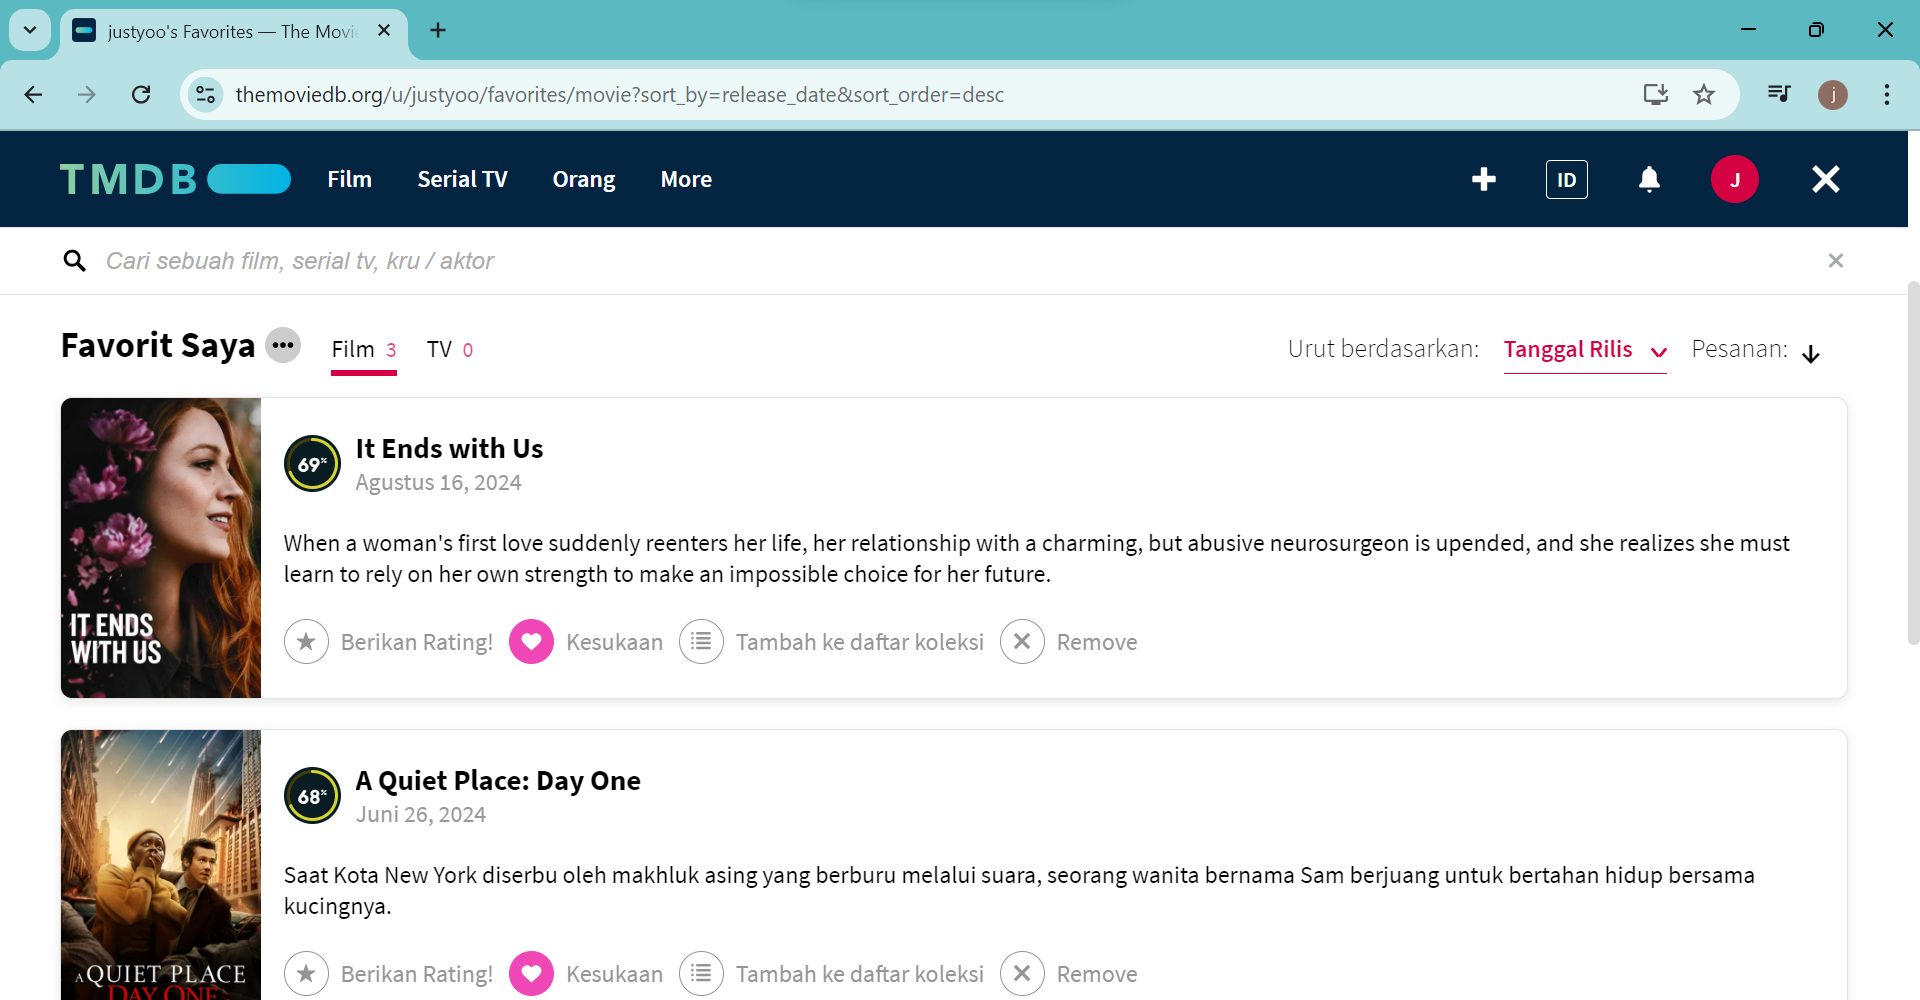 justyoo's Favorites — The Movi
themoviedb.org/u/justyoo/favorites/movie?sort_by=release_date&sort_order=desc
j
TMDB Film Serial TV Orang More ID J
Cari sebuah film, serial tv, kru / aktor
Favorit Saya Film 3 TV 0 Urut berdasarkan: Tanggal Rilis Pesanan:
IT ENDS
WITH US
69%
It Ends with Us
Agustus 16, 2024
When a woman's first love suddenly reenters her life, her relationship with a charming, but abusive neurosurgeon is upended, and she realizes she must
learn to rely on her own strength to make an impossible choice for her future.
Berikan Rating! Kesukaan Tambah ke daftar koleksi Remove
A QUIET PLACE
DAY ONE
68%
A Quiet Place: Day One
Juni 26, 2024
Saat Kota New York diserbu oleh makhluk asing yang berburu melalui suara, seorang wanita bernama Sam berjuang untuk bertahan hidup bersama
kucingnya.
Berikan Rating! Kesukaan Tambah ke daftar koleksi Remove